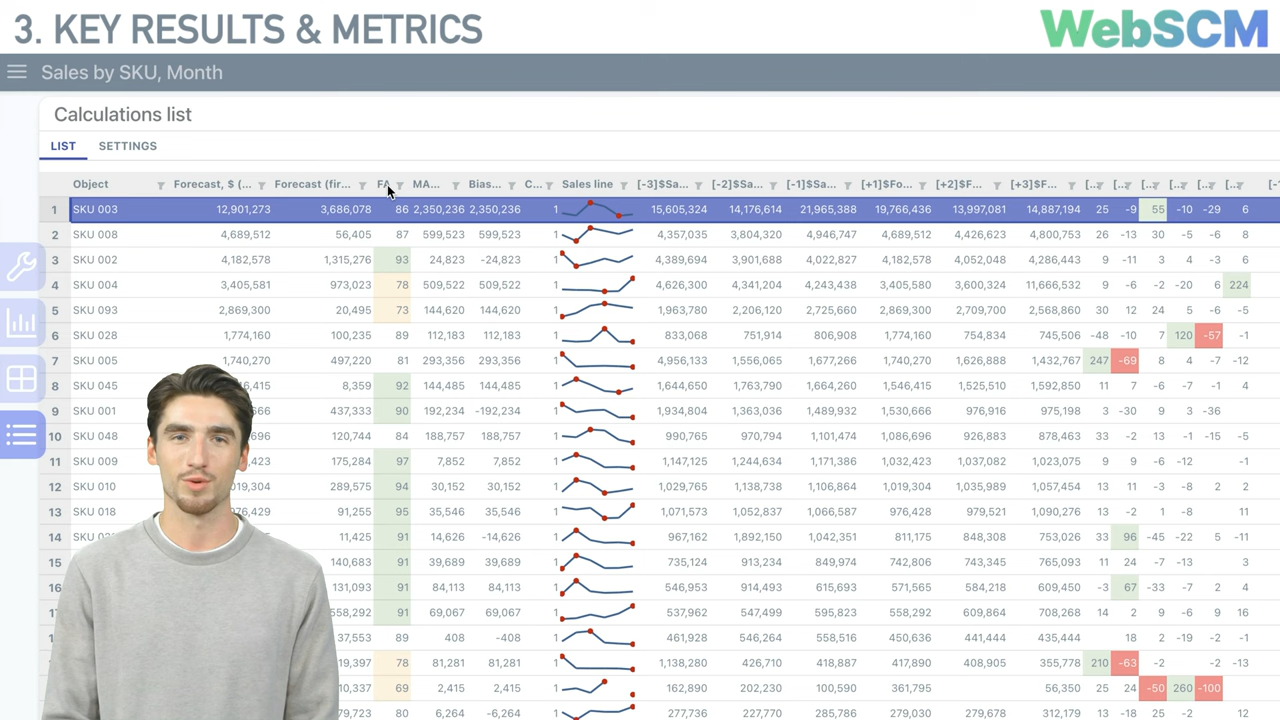 3. KEY RESULTS & METRICS
WebSCM
Sales by SKU, Month
Calculations list
LIST SETTINGS
Object Forecast, $ (... Forecast (fir... FA MA... Bias... C... Sales line [-3]$Sa... [-2]$Sa... [-1]$Sa... [+1]$Fo... [+2]$F... [+3]$F... [.. [.. [.. [.. [.. [..
1 SKU 003 12,901,273 3,686,078 86 2,350,236 2,350,236 1 15,605,324 14,176,614 21,965,388 19,766,436 13,997,081 14,887,194 25 -9 55 -10 -29 6
2 SKU 008 4,689,512 56,405 87 599,523 599,523 1 4,357,035 3,804,320 4,946,747 4,689,512 4,426,623 4,800,753 26 -13 30 -5 -6 8
3 SKU 002 4,182,578 1,315,276 93 24,823 -24,823 1 4,389,694 3,901,688 4,022,827 4,182,578 4,052,048 4,286,443 9 -11 3 4 -3 6
4 SKU 004 3,405,581 973,023 78 509,522 509,522 1 4,626,300 4,341,204 4,243,438 3,405,580 3,600,324 11,666,532 9 -6 -2 -20 6 224
5 SKU 093 2,869,300 20,495 73 144,620 144,620 1 1,963,780 2,206,120 2,725,660 2,869,300 2,709,700 2,568,860 30 12 24 5 -6 -5
6 SKU 028 1,774,160 100,235 89 112,183 112,183 1 833,068 751,914 806,908 1,774,160 754,834 745,506 -48 -10 7 120 -57 -1
7 SKU 005 1,740,270 497,220 81 293,356 293,356 1 4,956,133 1,556,065 1,677,266 1,740,270 1,626,888 1,432,767 247 -69 8 4 -7 -12
8 SKU 045 6,415 8,359 92 144,485 144,485 1 1,644,650 1,763,790 1,664,260 1,546,415 1,525,510 1,592,850 11 7 -6 -7 -1 4
9 SKU 001 666 437,333 90 192,234 -192,234 1 1,934,804 1,363,036 1,489,932 1,530,666 976,916 975,198 3 -30 9 3 -36
10 SKU 048 696 120,744 84 188,757 188,757 1 990,765 970,794 1,101,474 1,086,696 926,883 878,463 33 -2 13 -1 -15 -5
11 SKU 009 ,423 175,284 97 7,852 7,852 1 1,147,125 1,244,634 1,171,386 1,032,423 1,037,082 1,023,075 9 9 -6 -12 -1
12 SKU 010 019,304 289,575 94 30,152 30,152 1 1,029,765 1,138,738 1,106,864 1,019,304 1,035,989 1,057,454 13 11 -3 -8 2 2
13 SKU 018 976,429 91,255 95 35,546 35,546 1 1,071,573 1,052,837 1,066,587 976,428 979,521 1,090,276 13 -2 1 -8 11
14 SKU 02 11,425 91 14,626 -14,626 1 967,162 1,892,150 1,042,351 811,175 848,308 753,026 33 96 -45 -22 5 -11
15 140,683 91 39,689 39,689 1 735,124 913,234 849,974 742,806 743,345 765,093 11 24 -7 -13 3
16 131,093 91 84,113 84,113 1 546,953 914,493 615,693 571,565 584,218 609,450 -3 67 -33 -7 2 4
17 558,292 91 69,067 69,067 1 537,962 547,499 595,823 558,292 609,864 708,268 14 2 9 -6 9 16
37,553 89 408 -408 1 461,928 546,264 558,516 450,636 441,444 435,444 18 2 -19 -2 -1
19,397 78 81,281 81,281 1 1,138,280 426,710 418,887 417,890 408,905 355,778 210 -63 -2 -2 -13
10,337 69 2,415 2,415 1 162,890 202,230 100,590 361,795 56,350 25 24 -50 260 -100
79,723 80 6,264 -6,264 1 277,736 227,770 285,786 279,030 279,678 312,179 13 -18 25 -2 12